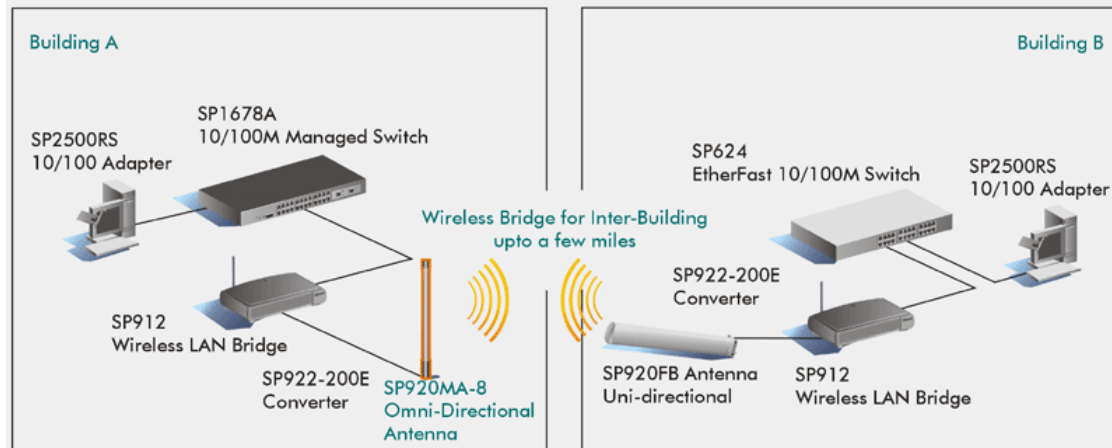 Building A
SP2500RS
10/100 Adapter
SP1678A
10/100M Managed Switch
SP912
Wireless LAN Bridge
SP922-200E
Converter
SP920MA-8
Omni-Directional
Antenna
Wireless Bridge for Inter-Building
upto a few miles
Building B
SP624
EtherFast 10/100M Switch
SP2500RS
10/100 Adapter
SP922-200E
Converter
SP920FB Antenna
Uni-directional
SP912
Wireless LAN Bridge